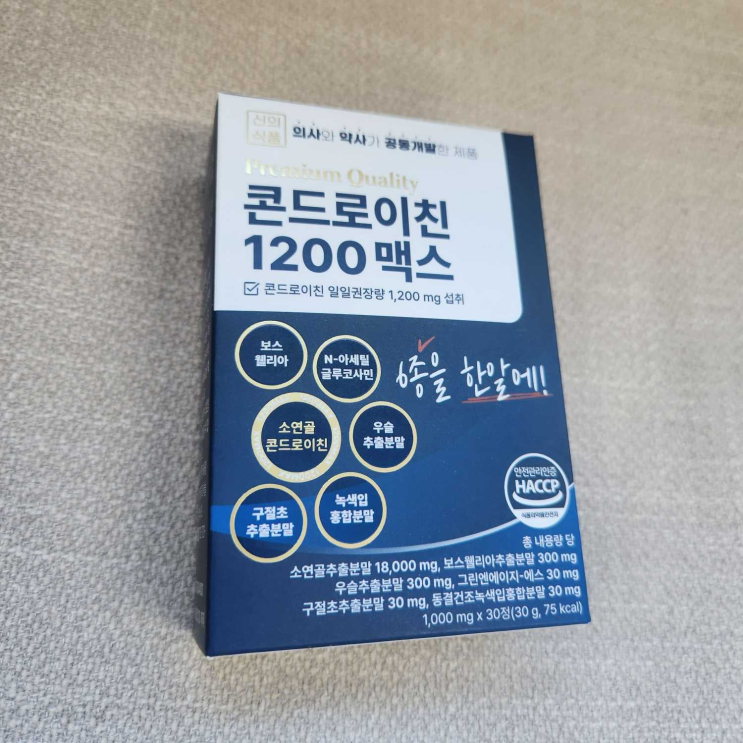 신의
식품
의사와 약사가 공동개발한 제품
Premium Quality
콘드로이친
1200 맥스
콘드로이친 일일권장량 1,200 mg 섭취
보스
웰리아
N-아세틸
글루코사민
6종을 한알에!
소연골
콘드로이친
우슬
추출분말
구절초
추출분말
녹색입
홍합분말
안전관리인증
HACCP
식품의약품안전처
총 내용량 당
소연골추출분말 18,000 mg, 보스웰리아추출분말 300 mg
우슬추출분말 300 mg, 그린엔에이지-에스 30 mg
구절초추출분말 30 mg, 동결건조녹색입홍합분말 30 mg
1,000 mg x 30정(30 g, 75 kcal)